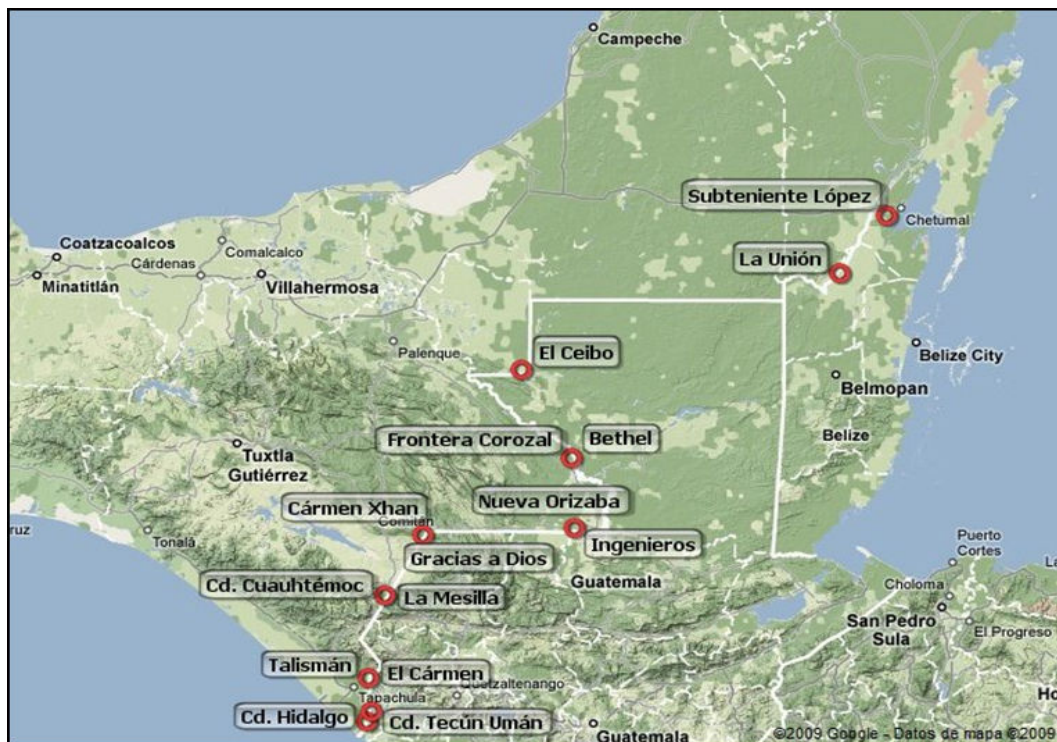 Campeche
Subteniente López
Chetumal
Coatzacoalcos
Comalcalco
Cárdenas
La Unión
Minatitlán
Villahermosa
Palenque
El Ceibo
Belize City
Belmopan
Frontera Corozal
Bethel
Belize
Tuxtla
Gutiérrez
Nueva Orizaba
Cármen Xhan
Comitán
ruz
Tonalá
Ingenieros
Puerto
Cortes
Gracias a Dios
La
Cd. Cuauhtémoc
La Mesilla
Guatemala
Choloma
San Pedro
Sula
El Progreso
Talismán
El Cármen
Quetzaltenango
Tapachula
Ho
Cd. Hidalgo
Cd. Tecún Umán
Guatemala
©2009 Google - Datos de mapa ©2009